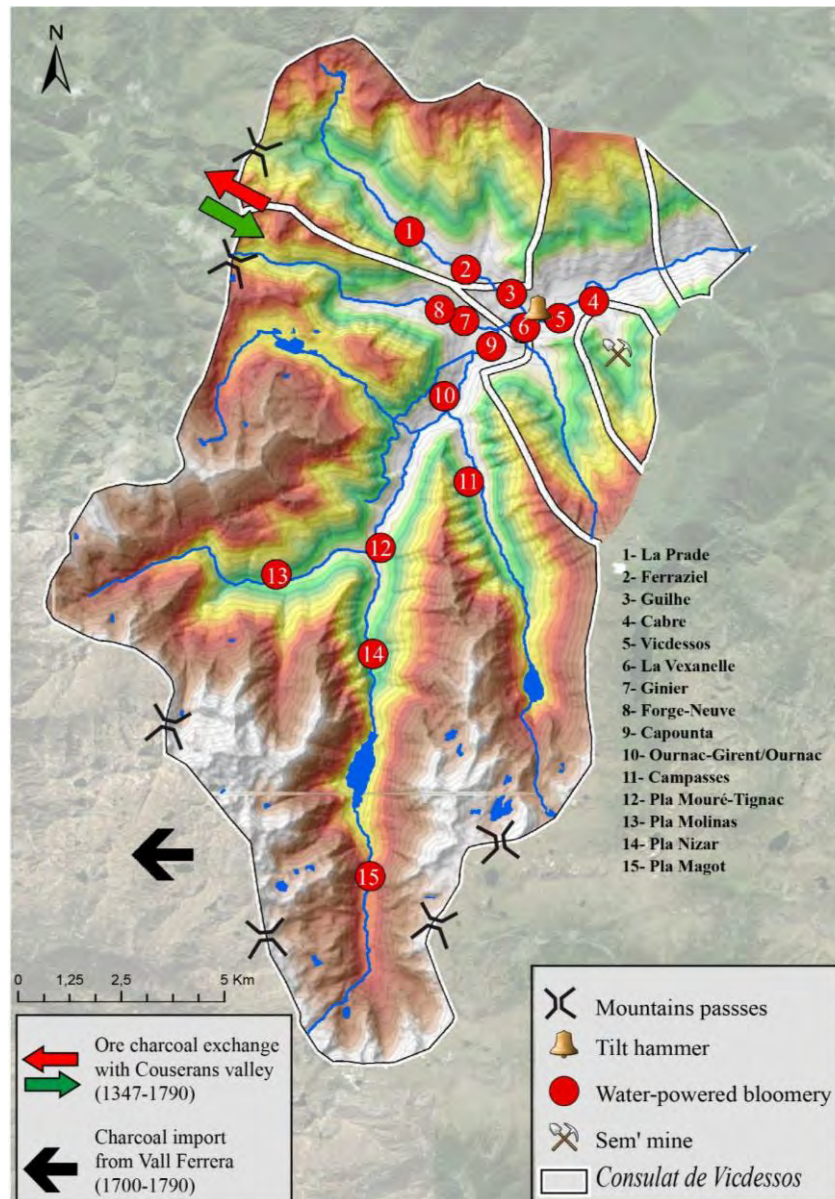 N
1
2
3
4
5
6
7
8
9
10
11
12
13
14
15
1- La Prade
2- Ferraziel
3- Guilhe
4- Cabre
5- Vicdessos
6- La Vexanelle
7- Ginier
8- Forge-Neuve
9- Capounta
10- Ournac-Girent/Ournac
11- Campasses
12- Pla Mouré-Tignac
13- Pla Molinas
14- Pla Nizar
15- Pla Magot
0 1,25 2,5 5 Km
Ore charcoal exchange
with Couserans valley
(1347-1790)
Charcoal import
from Vall Ferrera
(1700-1790)
Mountains passses
Tilt hammer
Water-powered bloomery
Sem' mine
Consulat de Vicdessos